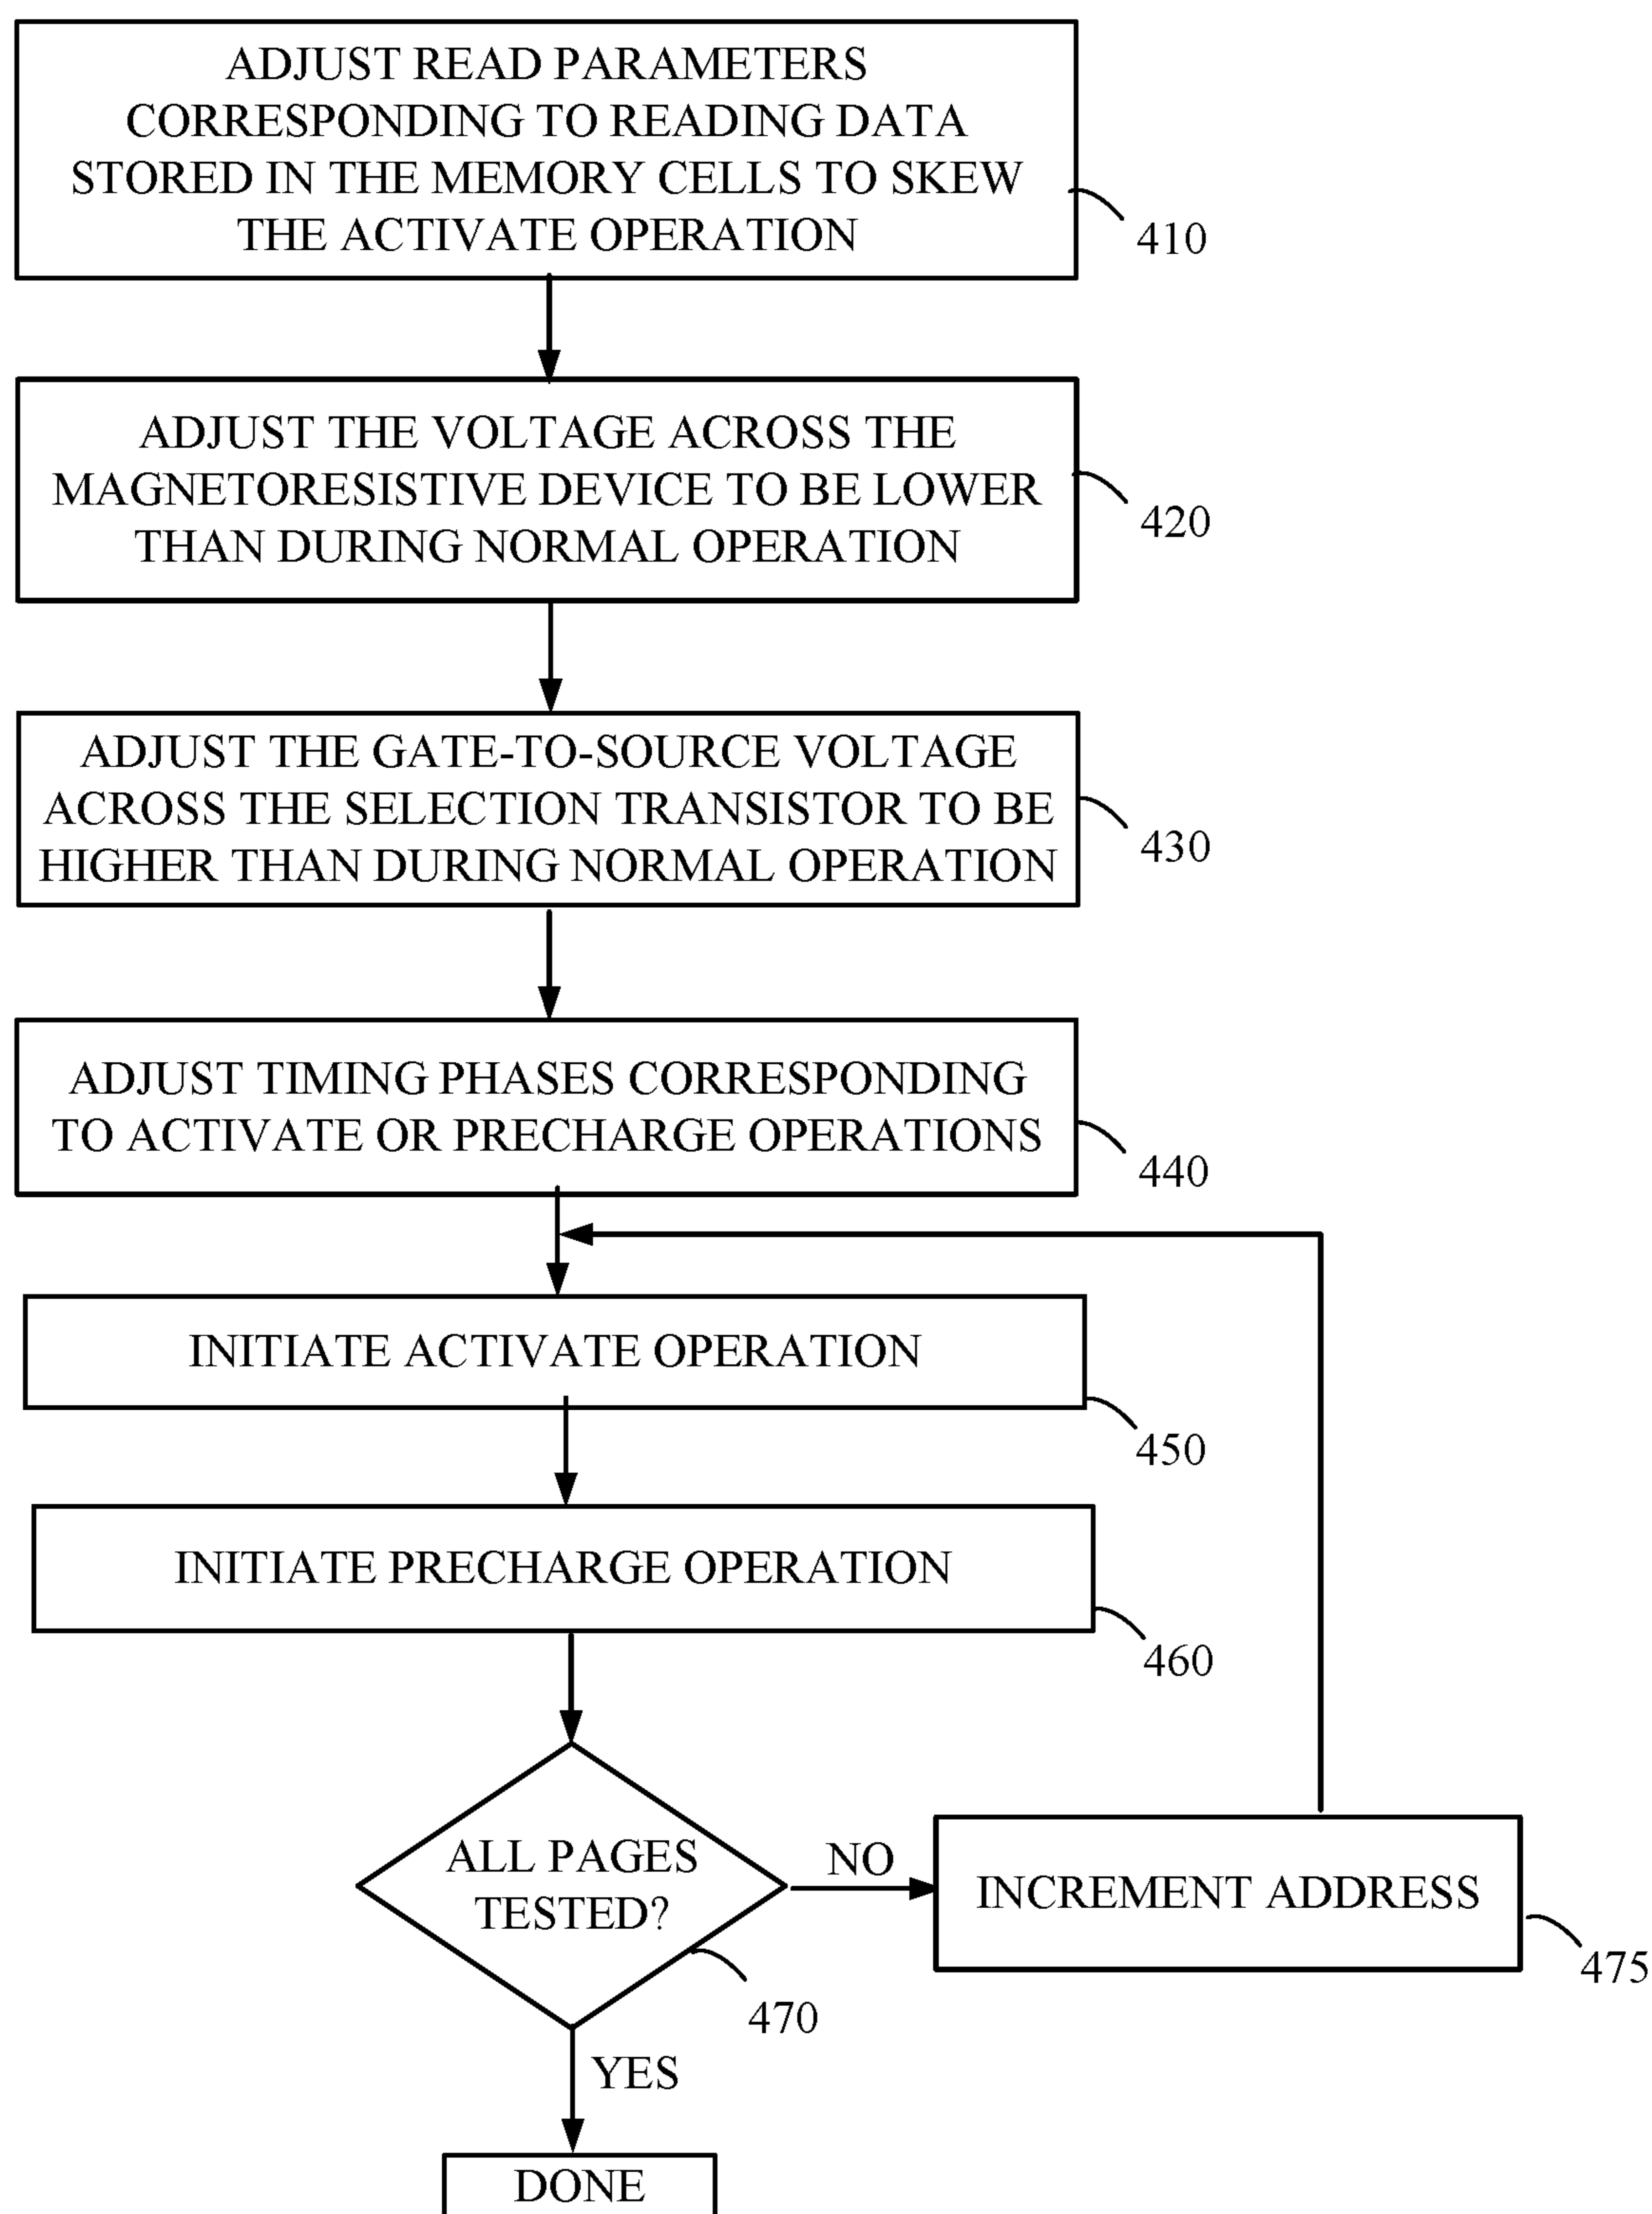 ADJUST READ PARAMETERS
CORRESPONDING TO READING DATA
STORED IN THE MEMORY CELLS TO SKEW
THE ACTIVATE OPERATION
410
ADJUST THE VOLTAGE ACROSS THE
MAGNETORESISTIVE DEVICE TO BE LOWER
THAN DURING NORMAL OPERATION
420
ADJUST THE GATE-TO-SOURCE VOLTAGE
ACROSS THE SELECTION TRANSISTOR TO BE
HIGHER THAN DURING NORMAL OPERATION
430
ADJUST TIMING PHASES CORRESPONDING
TO ACTIVATE OR PRECHARGE OPERATIONS
440
INITIATE ACTIVATE OPERATION
450
INITIATE PRECHARGE OPERATION
460
ALL PAGES
TESTED?
470
NO
INCREMENT ADDRESS
475
YES
DONE